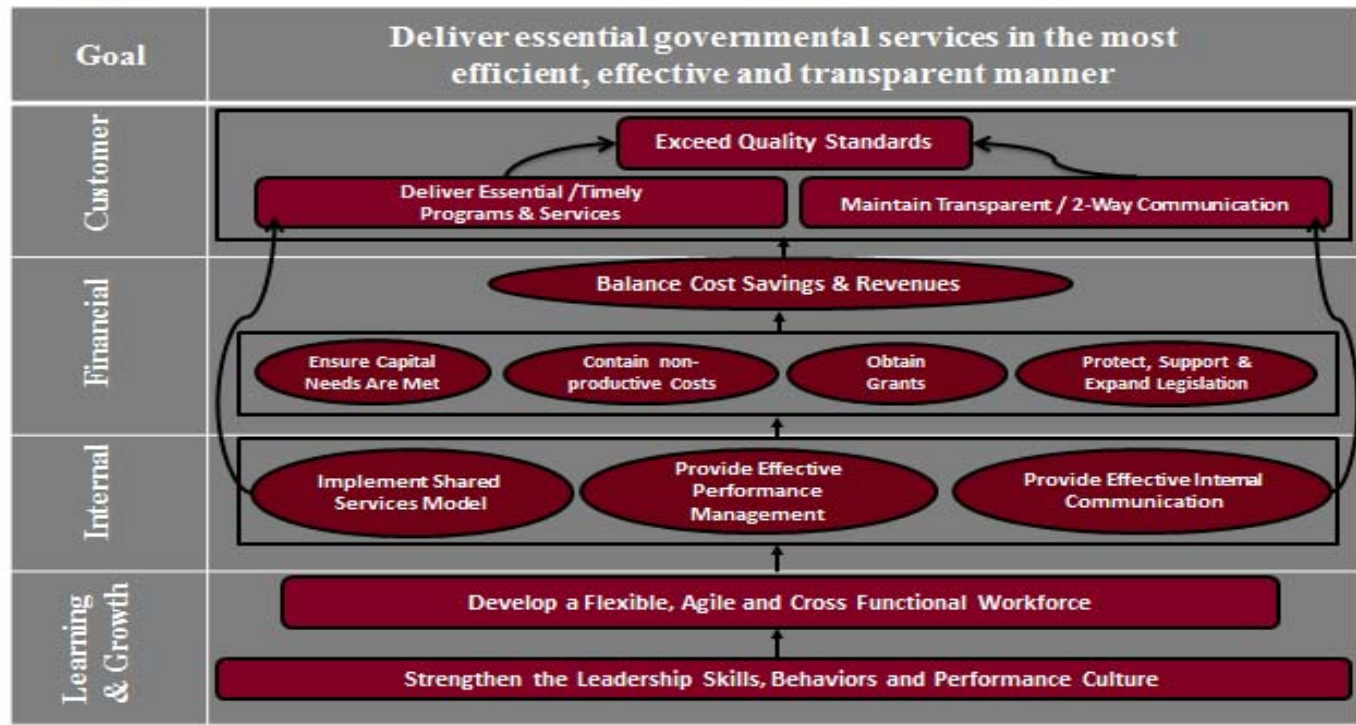 Goal
Deliver essential governmental services in the most
efficient, effective and transparent manner
Customer
Exceed Quality Standards
Deliver Essential /Timely
Programs & Services
Maintain Transparent / 2-Way Communication
Financial
Balance Cost Savings & Revenues
Ensure Capital
Needs Are Met
Contain non-
productive Costs
Obtain
Grants
Protect, Support &
Expand Legislation
Internal
Implement Shared
Services Model
Provide Effective
Performance
Management
Provide Effective Internal
Communication
Learning
& Growth
Develop a Flexible, Agile and Cross Functional Workforce
Strengthen the Leadership Skills, Behaviors and Performance Culture